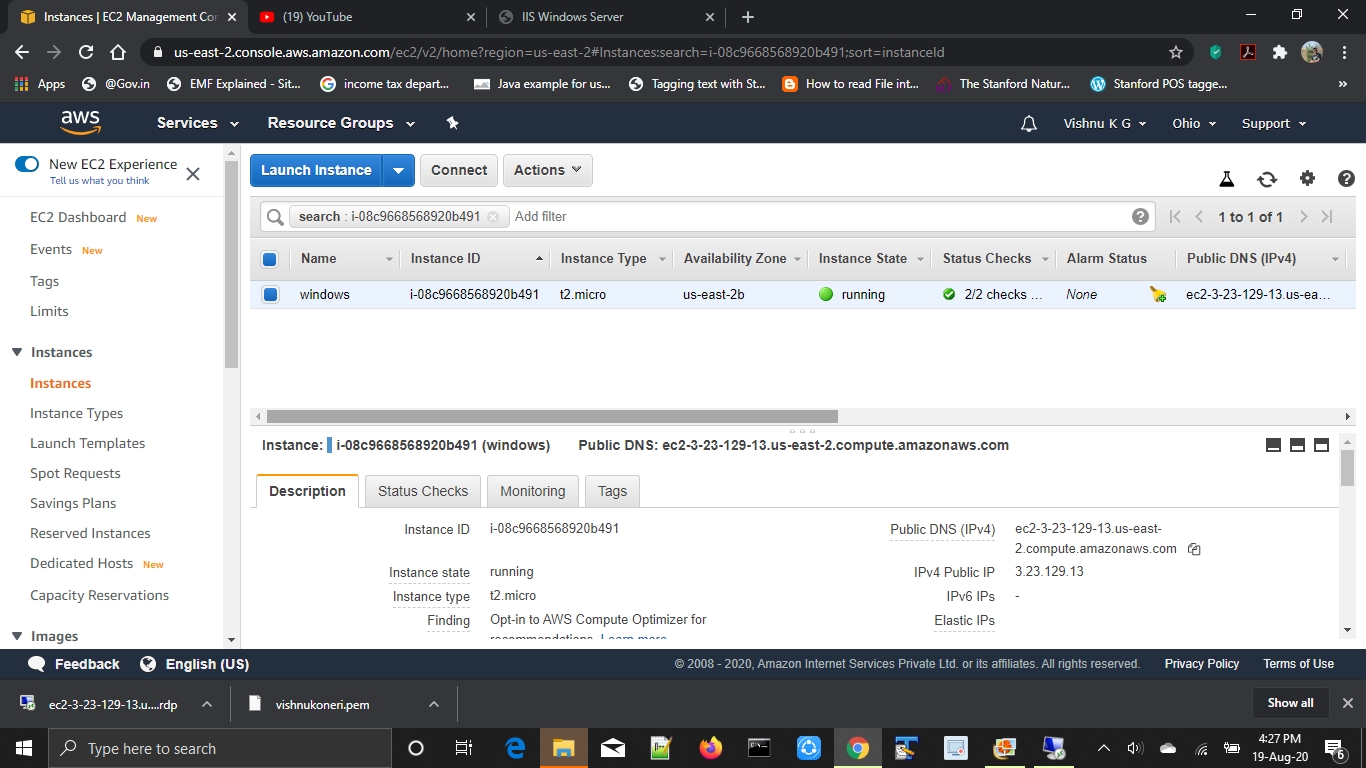 Instances | EC2 Management Con
(19) YouTube
IIS Windows Server
us-east-2.console.aws.amazon.com/ec2/v2/home?region=us-east-2#Instances:search=i-08c9668568920b491;sort=instanceId
Apps
@Gov.in
EMF Explained - Sit...
income tax depart...
Java example for us...
Tagging text with St...
How to read File int...
The Stanford Natur...
Stanford POS tagge...
»
aws
Services
Resource Groups
Vishnu K G
Ohio
Support
New EC2 Experience
Tell us what you think
Launch Instance
Connect
Actions
search : i-08c9668568920b491
Add filter
1 to 1 of 1
EC2 Dashboard New
Events New
Tags
Limits
Instances
Instances
Instance Types
Launch Templates
Spot Requests
Savings Plans
Reserved Instances
Dedicated Hosts New
Capacity Reservations
Images
Name Instance ID Instance Type Availability Zone Instance State Status Checks Alarm Status Public DNS (IPv4)
windows i-08c9668568920b491 t2.micro us-east-2b running 2/2 checks ... None ec2-3-23-129-13.us-ea...
Instance: i-08c9668568920b491 (windows) Public DNS: ec2-3-23-129-13.us-east-2.compute.amazonaws.com
Description Status Checks Monitoring Tags
Instance ID i-08c9668568920b491
Instance state running
Instance type t2.micro
Finding Opt-in to AWS Compute Optimizer for
recommendations. Learn more
Public DNS (IPv4) ec2-3-23-129-13.us-east-
2.compute.amazonaws.com
IPv4 Public IP 3.23.129.13
IPv6 IPs -
Elastic IPs
Feedback English (US)
© 2008 - 2020, Amazon Internet Services Private Ltd. or its affiliates. All rights reserved. Privacy Policy Terms of Use
ec2-3-23-129-13.u....rdp
vishnukoneri.pem
Show all
Type here to search
4:27 PM
19-Aug-20
6